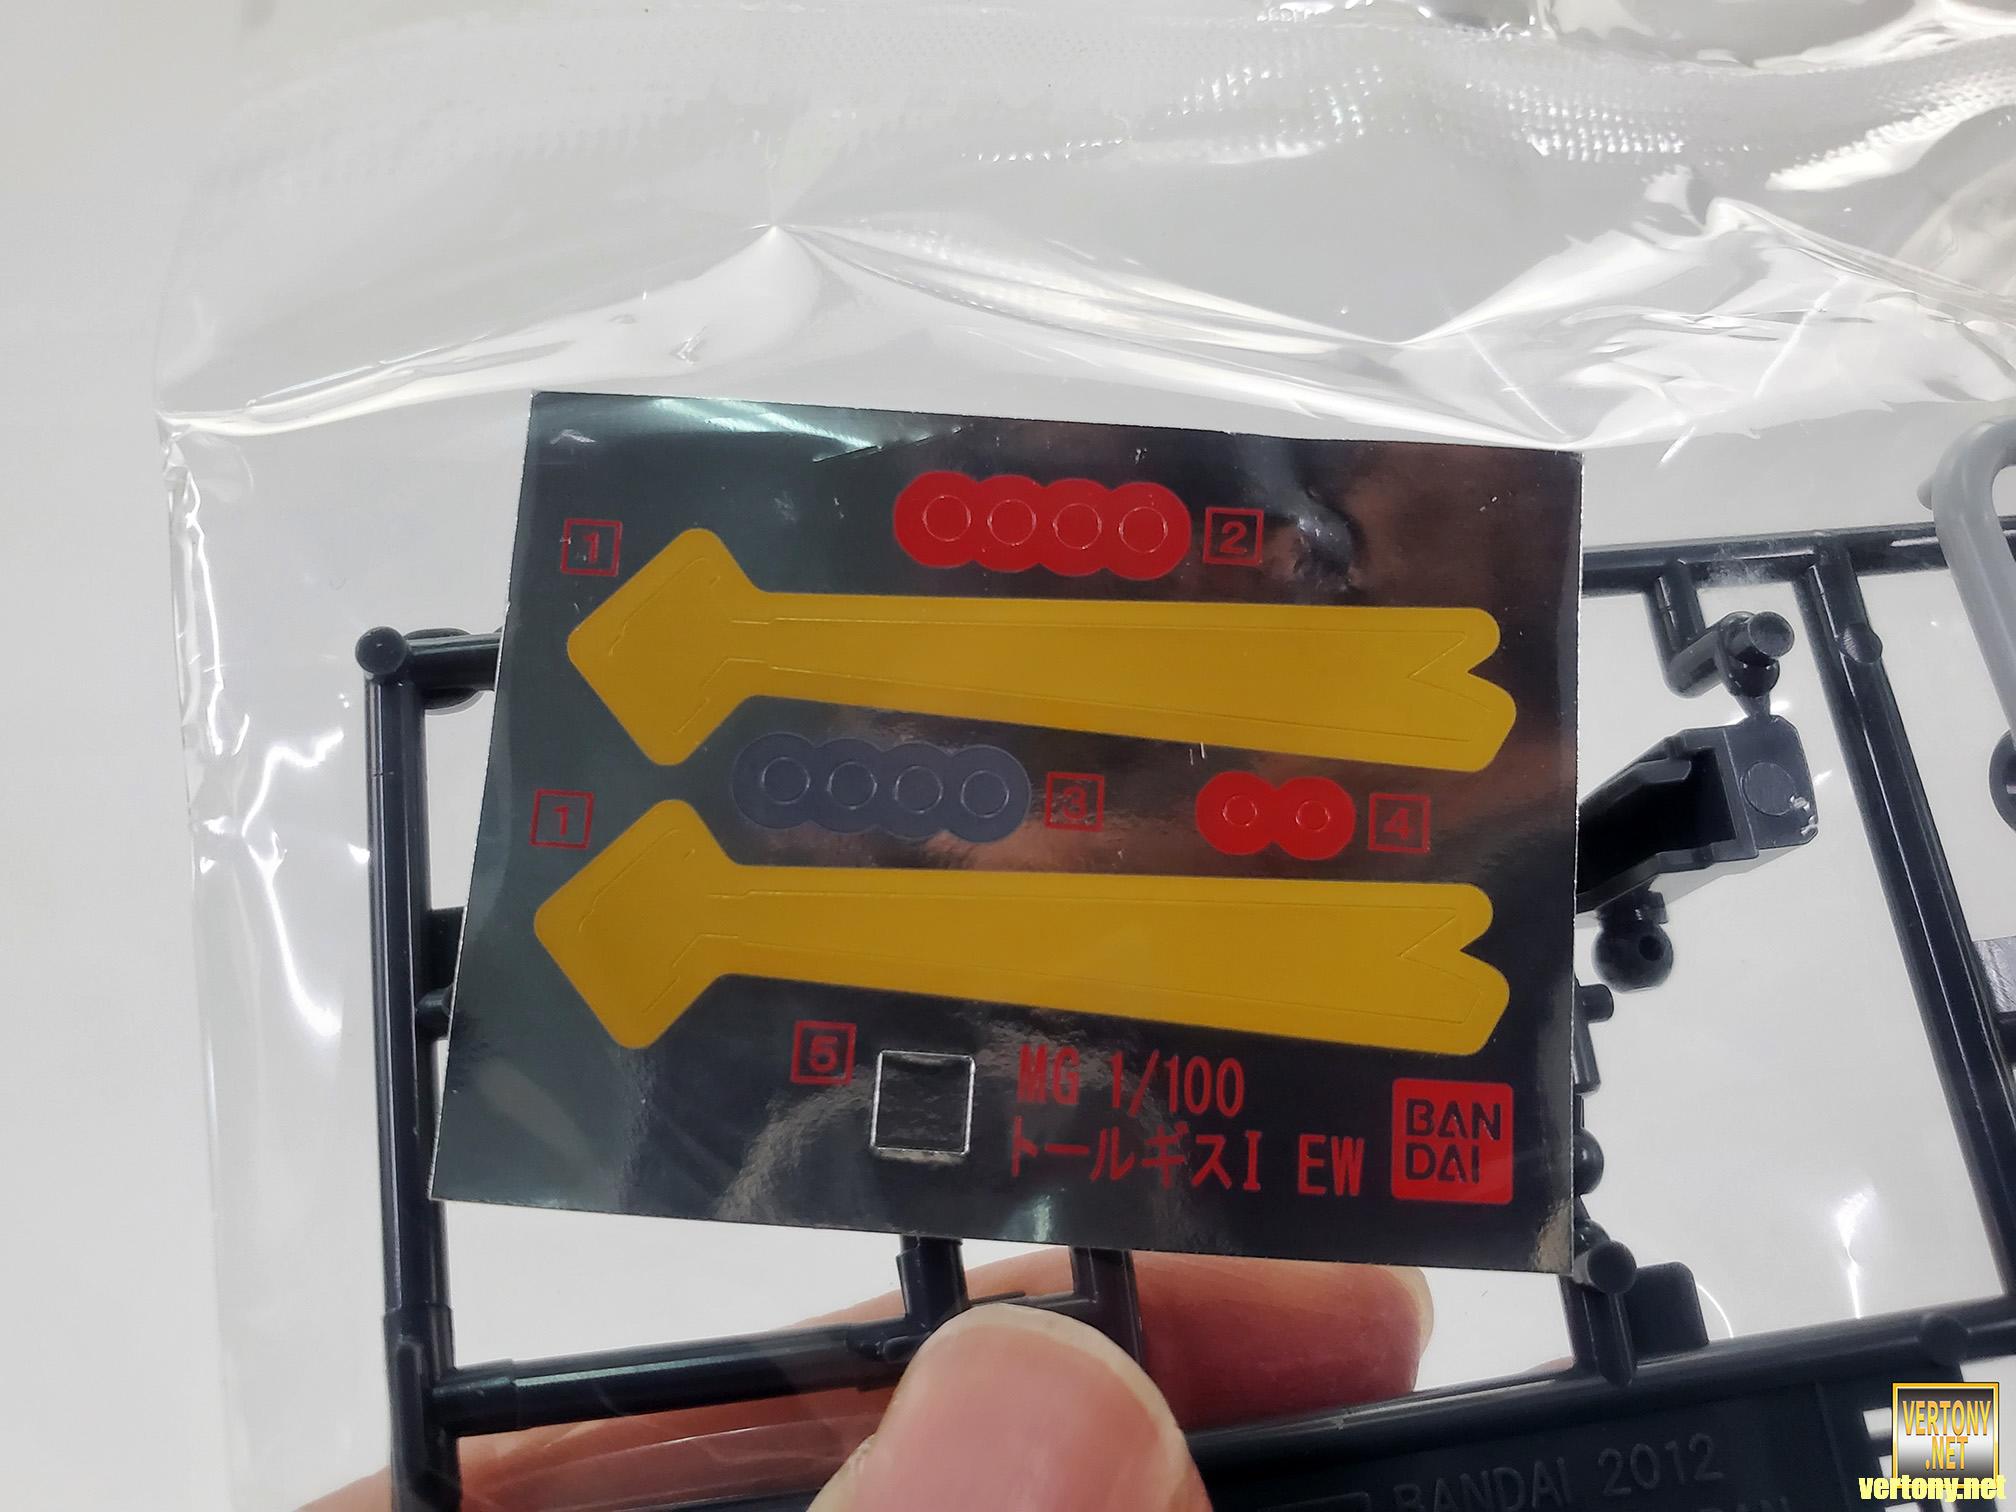 1
2
3
4
1
5
MG 1/100
トールギスI EW
BAN
DAI
BANDAI 2012
VERTONY
.NET
vertony.net